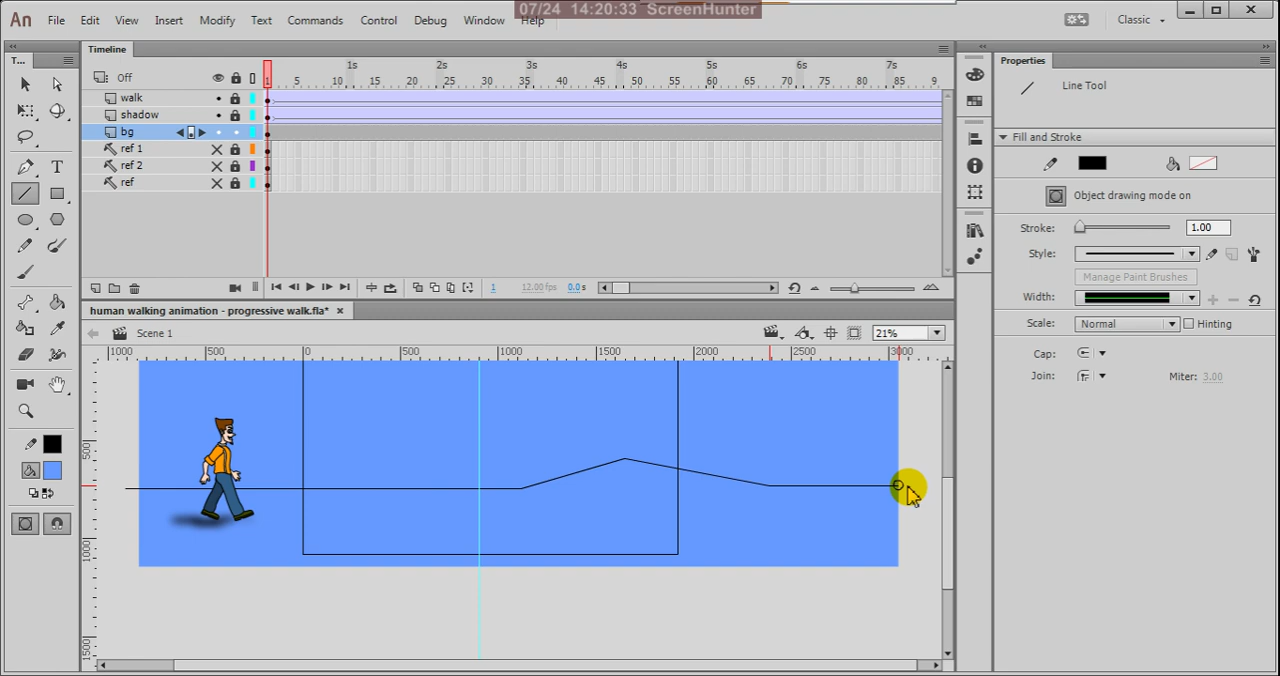 07/24 14:20:33 ScreenHunter
An File Edit View Insert Modify Text Commands Control Debug Window Help Classic
T...
Timeline
Off
1s 2s 3s 4s 5s 6s 7s
1 5 10 15 20 25 30 35 40 45 50 55 60 65 70 75 80 85 9
walk
shadow
bg
ref 1
ref 2
ref
1 12.00 fps 0.0 s
human walking animation - progressive walk.fla*
Scene 1
21%
1000 500 0 500 1000 1500 2000 2500 3000
500
1000
1500
Properties
Line Tool
Fill and Stroke
Object drawing mode on
Stroke: 1.00
Style:
Manage Paint Brushes
Width:
Scale: Normal Hinting
Cap:
Join: Miter: 3.00